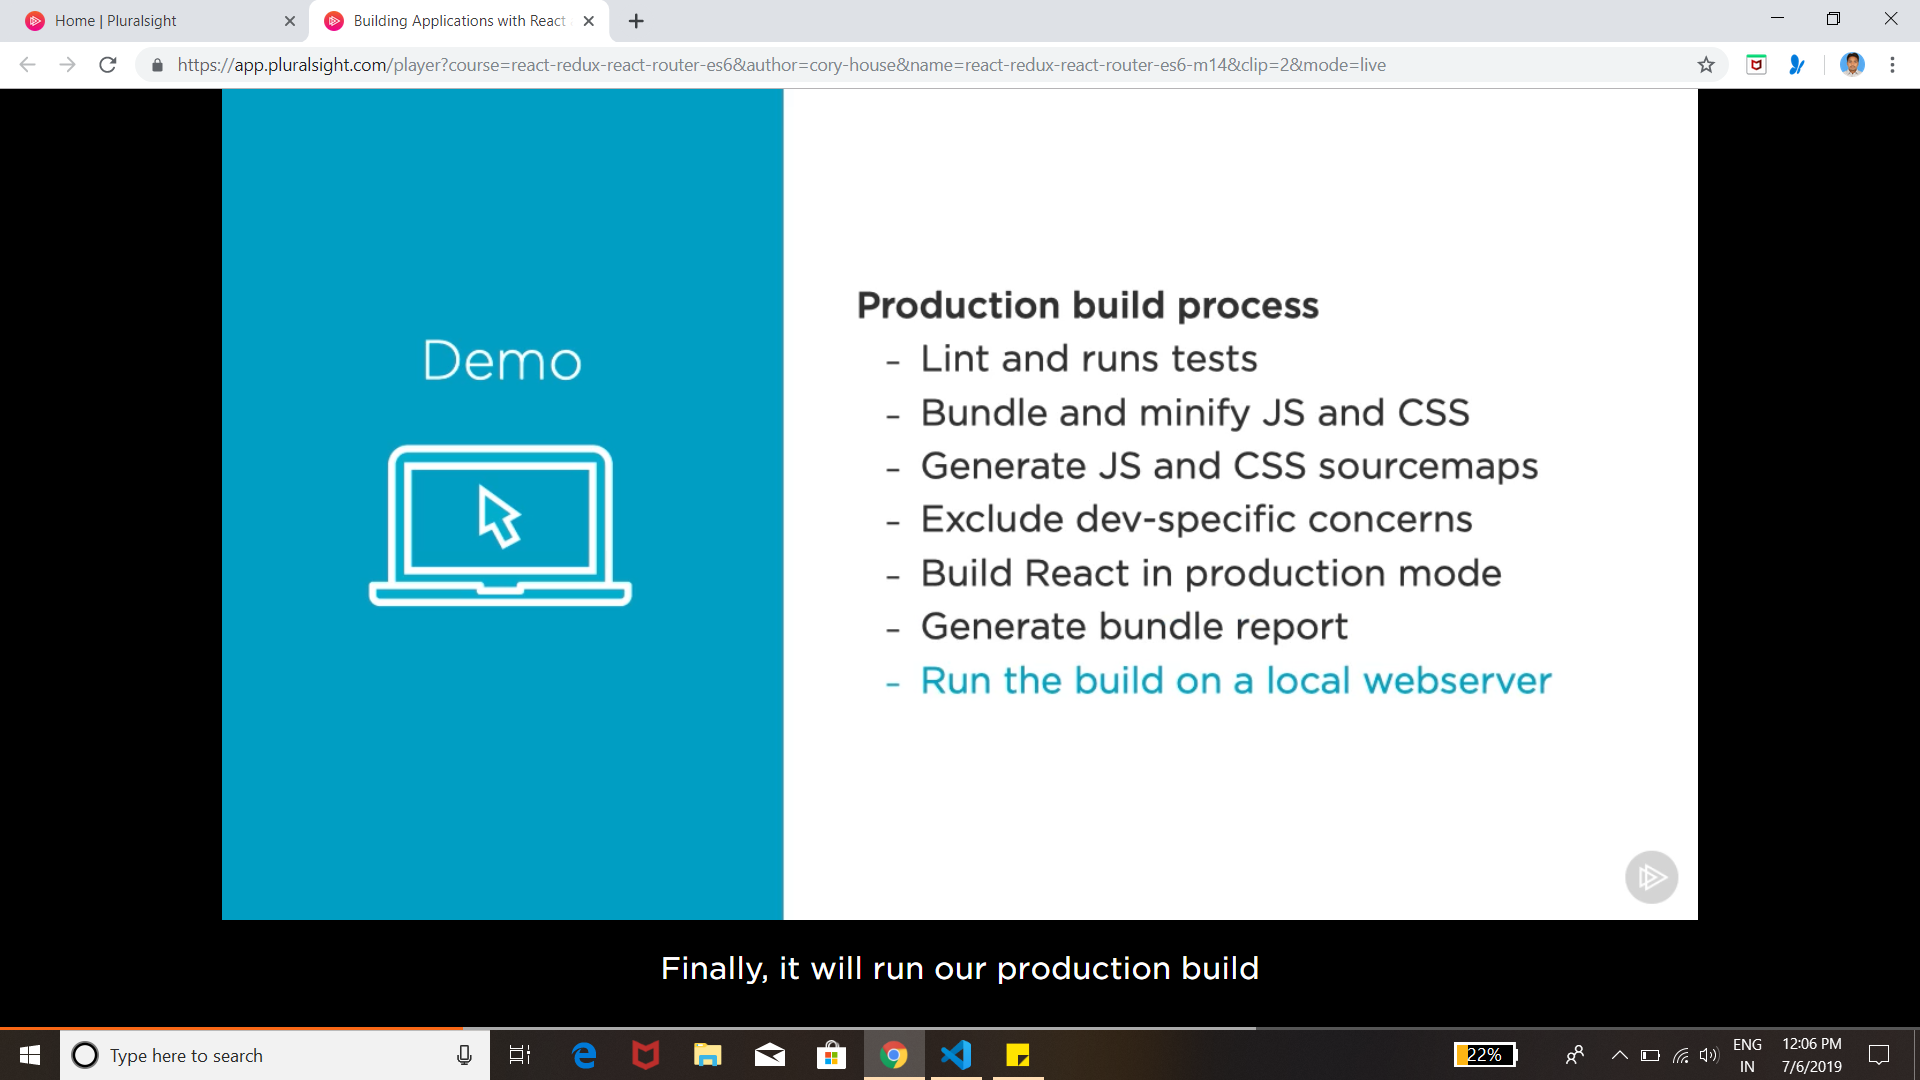 Home | Pluralsight
Building Applications with React
https://app.pluralsight.com/player?course=react-redux-react-router-es6&author=cory-house&name=react-redux-react-router-es6-m14&clip=2&mode=live
Demo
Production build process
- Lint and runs tests
- Bundle and minify JS and CSS
- Generate JS and CSS sourcemaps
- Exclude dev-specific concerns
- Build React in production mode
- Generate bundle report
- Run the build on a local webserver
Finally, it will run our production build
Type here to search
22%
ENG
IN
12:06 PM
7/6/2019